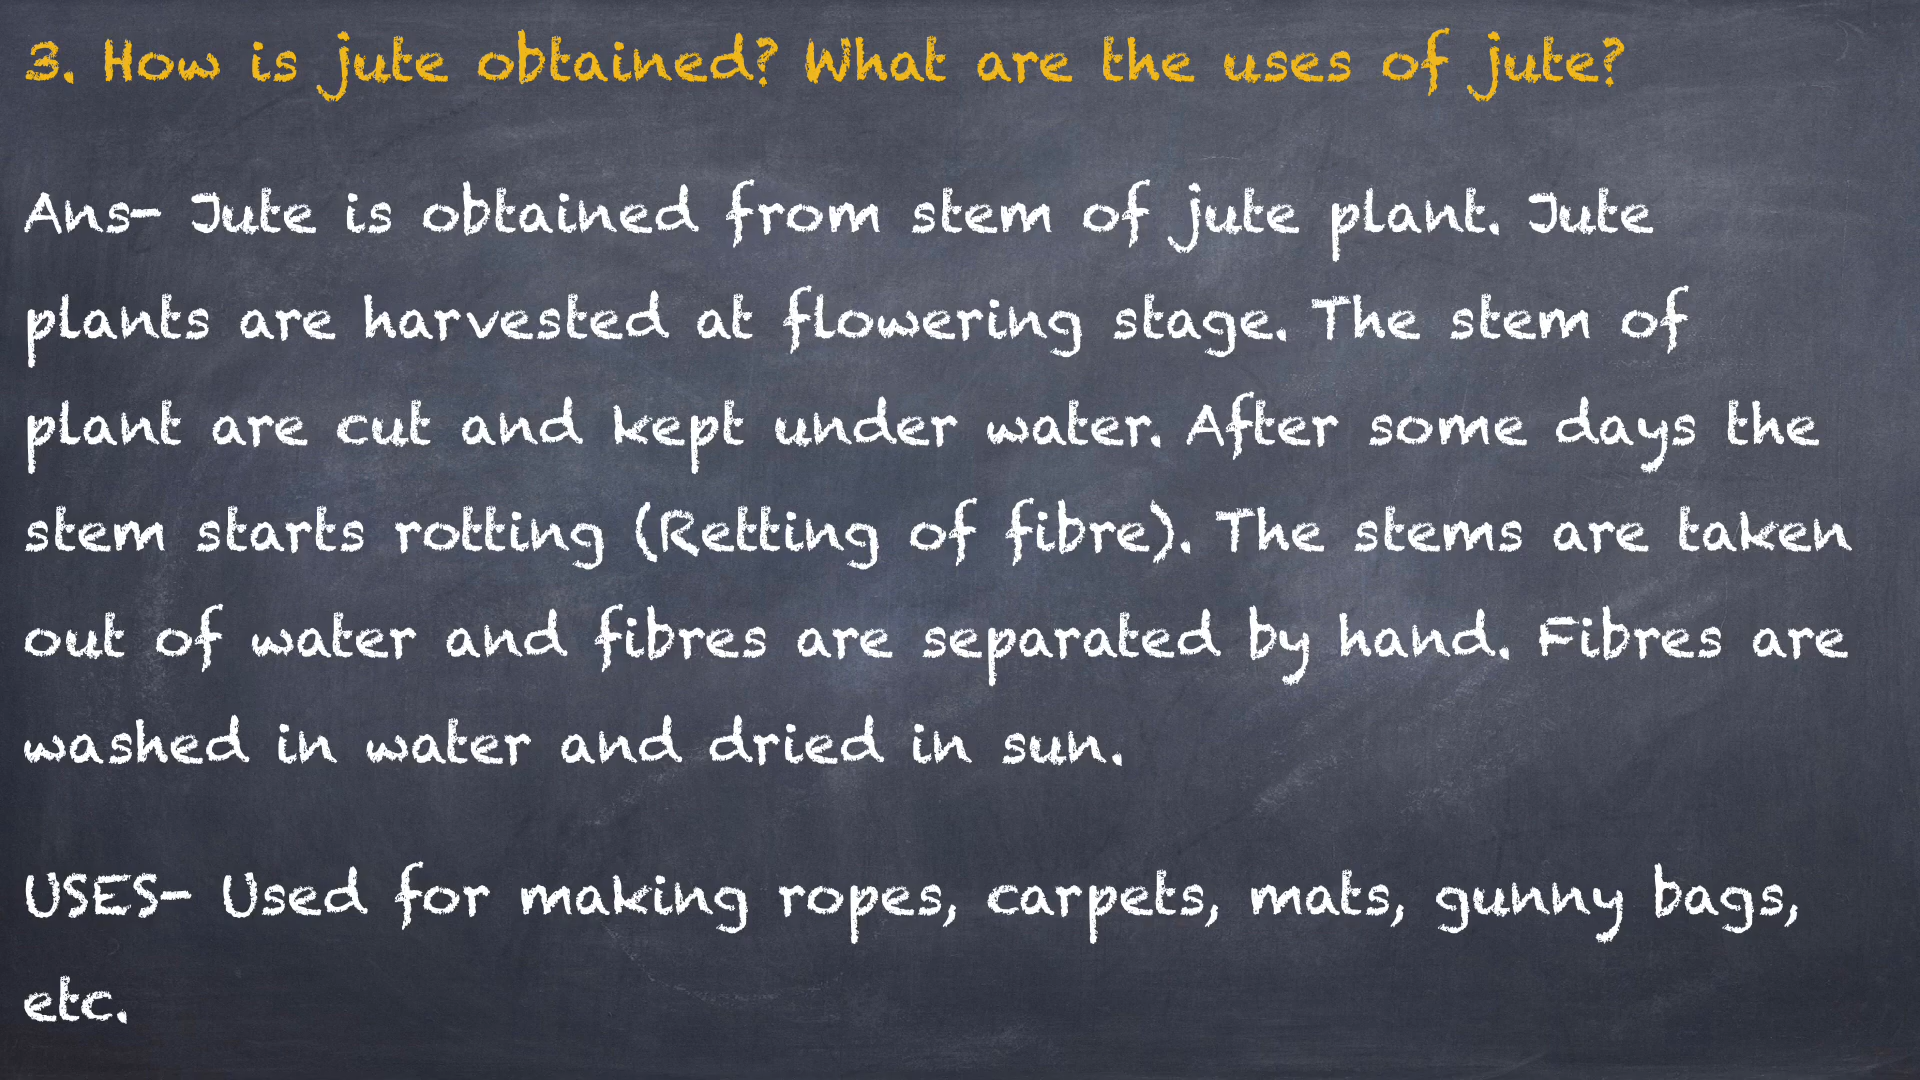 3. How is jute obtained? What are the uses of jute?
Ans- Jute is obtained from stem of jute plant. Jute
plants are harvested at flowering stage. The stem of
plant are cut and kept under water. After some days the
stem starts rotting (Retting of fibre). The stems are taken
out of water and fibres are separated by hand. Fibres are
washed in water and dried in sun.
USES- Used for making ropes, carpets, mats, gunny bags,
etc.